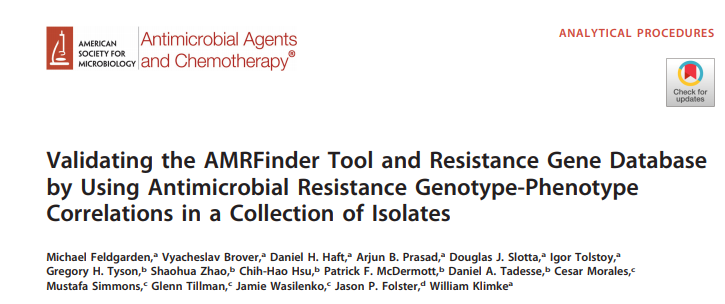 AMERICAN
SOCIETY FOR
MICROBIOLOGY
Antimicrobial Agents
and Chemotherapy®
ANALYTICAL PROCEDURES
Check for
updates
Validating the AMRFinder Tool and Resistance Gene Database
by Using Antimicrobial Resistance Genotype-Phenotype
Correlations in a Collection of Isolates
Michael Feldgarden,ᵃ Vyacheslav Brover,ᵃ Daniel H. Haft,ᵃ Arjun B. Prasad,ᵃ Douglas J. Slotta,ᵃ Igor Tolstoy,ᵃ
Gregory H. Tyson,ᵇ Shaohua Zhao,ᵇ Chih-Hao Hsu,ᵇ Patrick F. McDermott,ᵇ Daniel A. Tadesse,ᵇ Cesar Morales,ᶜ
Mustafa Simmons,ᶜ Glenn Tillman,ᶜ Jamie Wasilenko,ᶜ Jason P. Folster,ᵈ William Klimkeᵃ